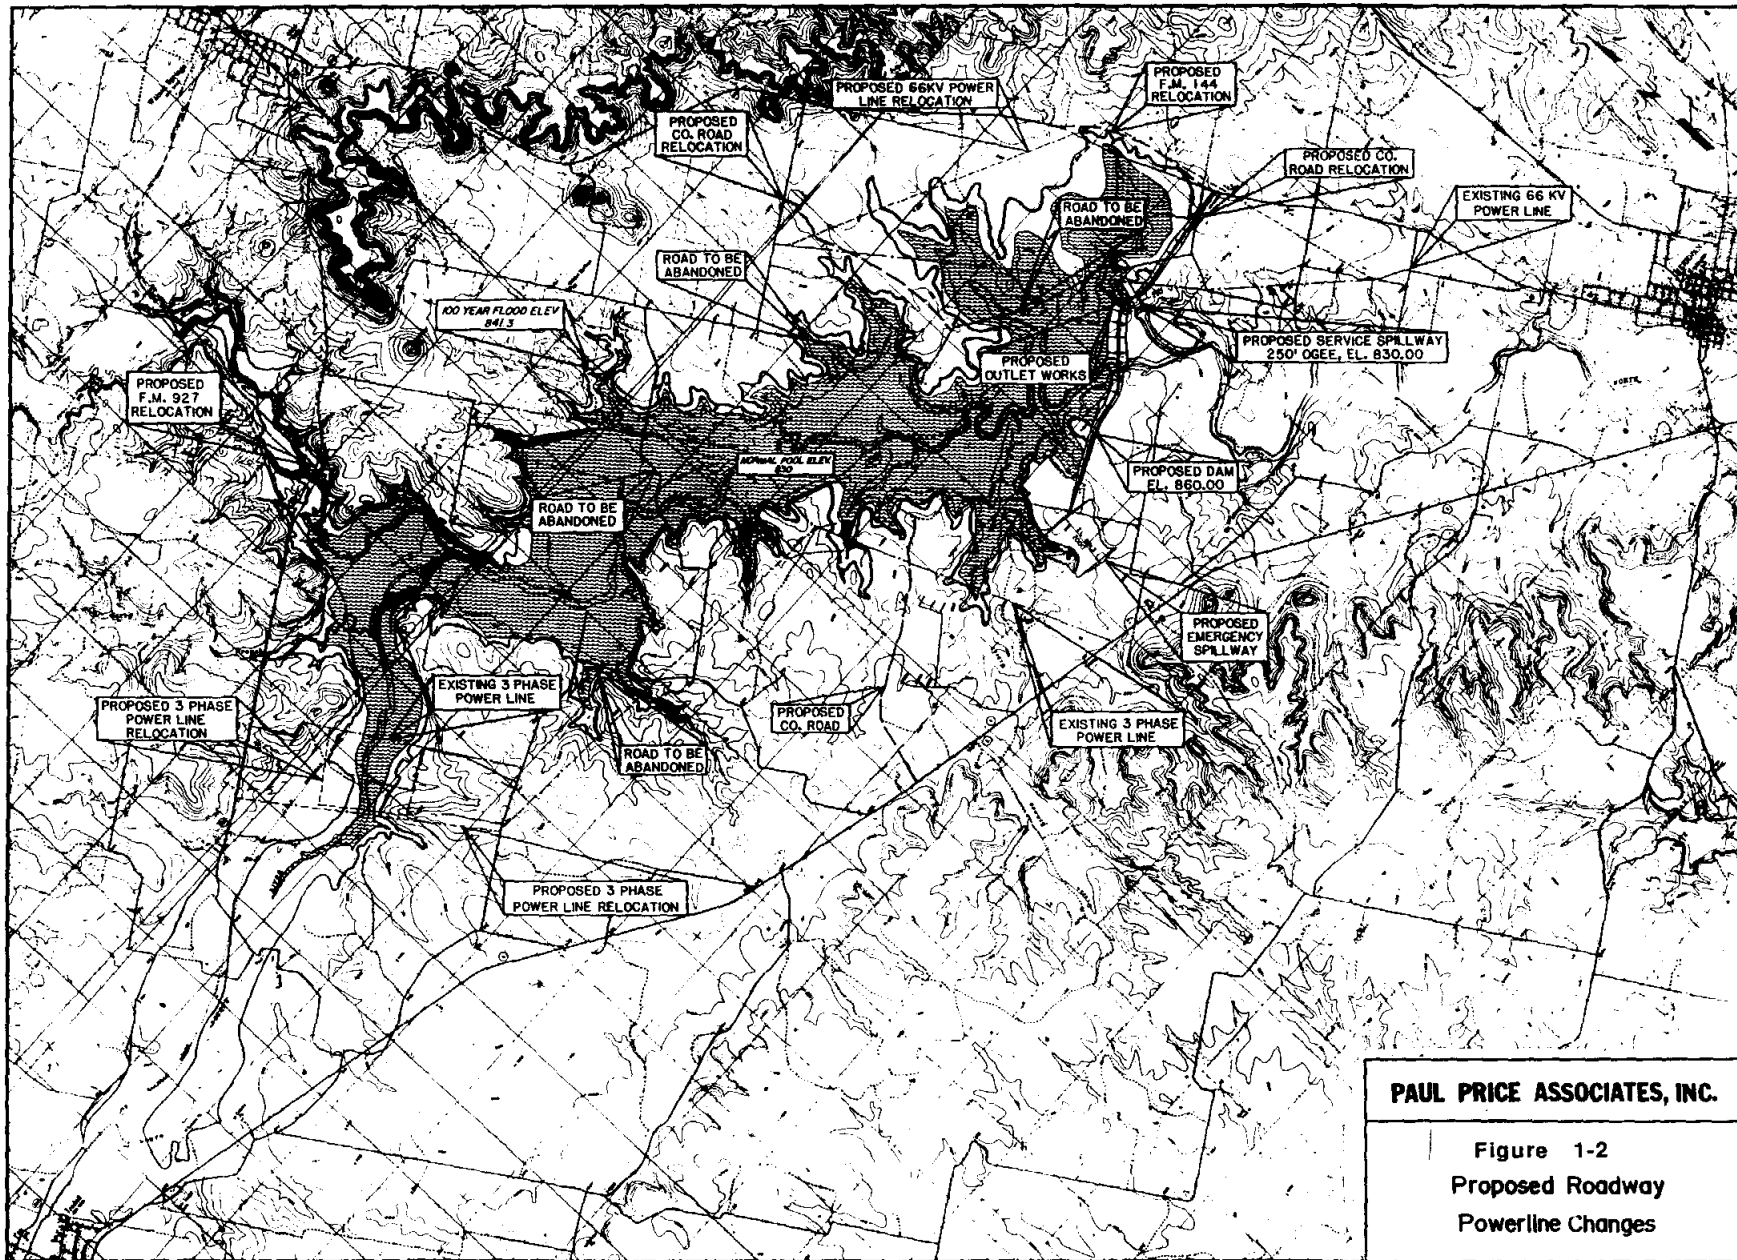 PROPOSED 66KV POWER
LINE RELOCATION
PROPOSED
F.M. 144
RELOCATION
PROPOSED
CO. ROAD
RELOCATION
PROPOSED CO.
ROAD RELOCATION
EXISTING 66 KV
POWER LINE
ROAD TO BE
ABANDONED
ROAD TO BE
ABANDONED
100 YEAR FLOOD ELEV
841.3
PROPOSED SERVICE SPILLWAY
250' OGEE, EL. 830.00
PROPOSED
OUTLET WORKS
PROPOSED
F.M. 927
RELOCATION
NORMAL POOL ELEV
830
PROPOSED DAM
EL. 860.00
ROAD TO BE
ABANDONED
PROPOSED
EMERGENCY
SPILLWAY
EXISTING 3 PHASE
POWER LINE
PROPOSED 3 PHASE
POWER LINE
RELOCATION
PROPOSED
CO. ROAD
EXISTING 3 PHASE
POWER LINE
ROAD TO BE
ABANDONED
PROPOSED 3 PHASE
POWER LINE RELOCATION
PAUL PRICE ASSOCIATES, INC.
Figure 1-2
Proposed Roadway
Powerline Changes